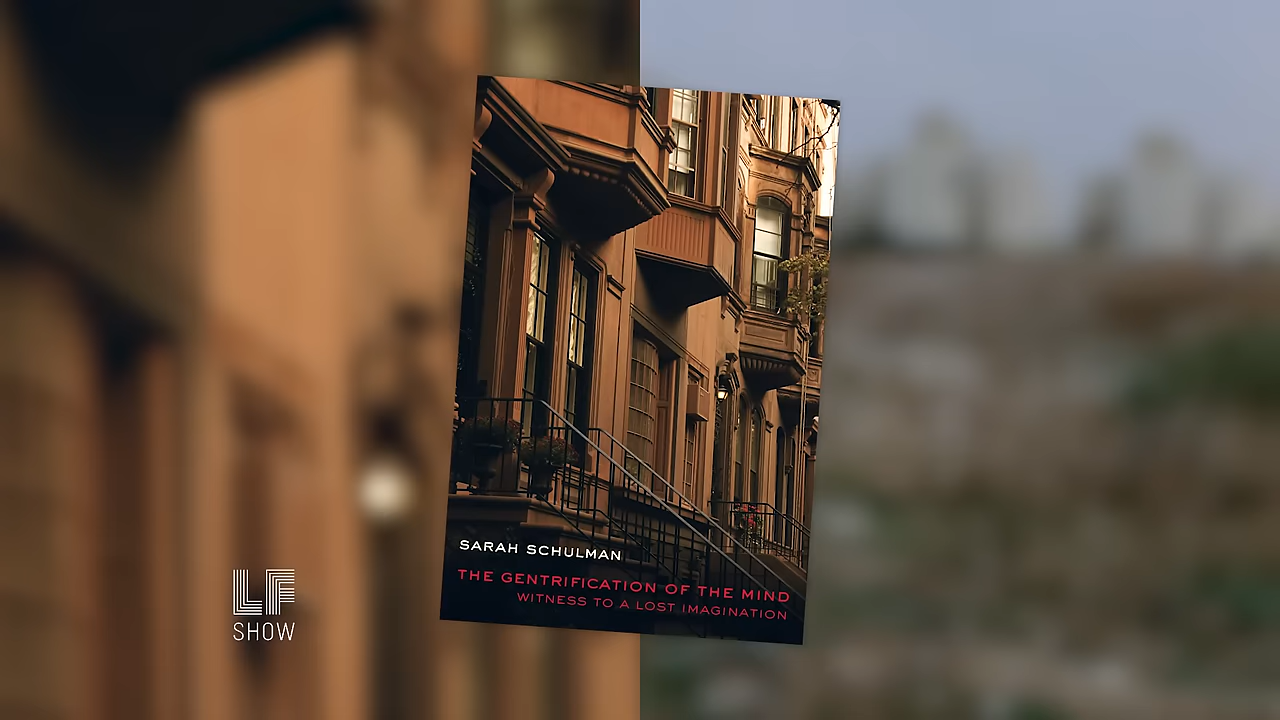 SARAH SCHULMAN
THE GENTRIFICATION OF THE MIND
WITNESS TO A LOST IMAGINATION
LF
SHOW